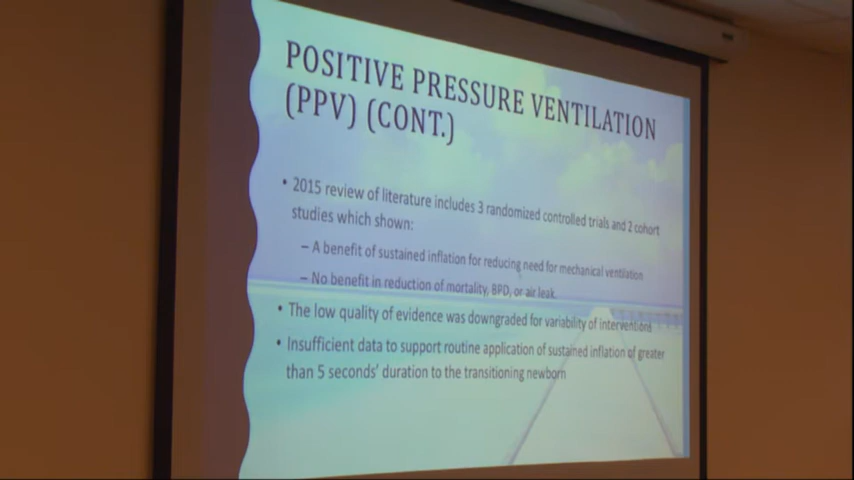 POSITIVE PRESSURE VENTILATION
(PPV) (CONT.)
• 2015 review of literature includes 3 randomized controlled trials and 2 cohort
studies which shown:
– A benefit of sustained inflation for reducing need for mechanical ventilation
– No benefit in reduction of mortality, BPD, or air leak.
• The low quality of evidence was downgraded for variability of interventions
• Insufficient data to support routine application of sustained inflation of greater
than 5 seconds' duration to the transitioning newborn